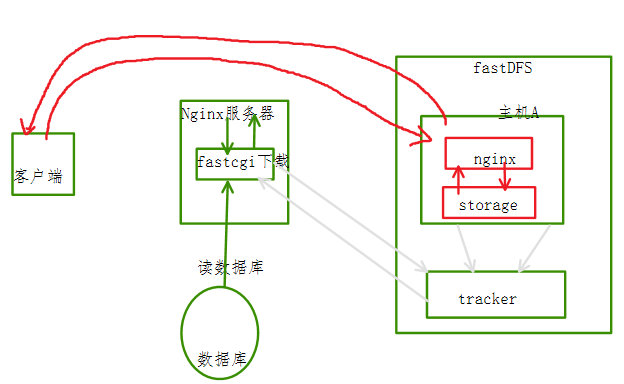 fastDFS
主机A
Nginx服务器
nginx
fastcgi下载
客户端
storage
读数据库
tracker
数据库